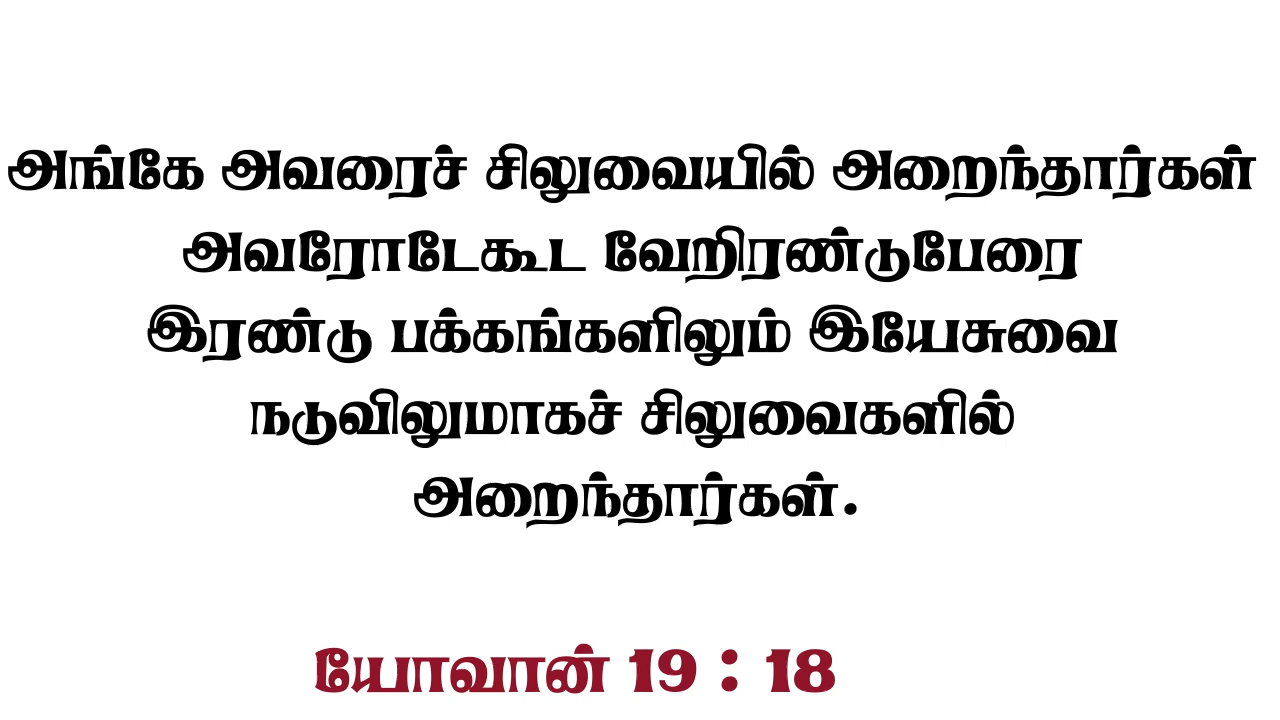 அங்கே அவரைச் சிலுவையில் அறைந்தார்கள்
அவரோடேகூட வேறிரண்டுபேரை
இரண்டு பக்கங்களிலும் இயேசுவை
நடுவிலுமாகச் சிலுவைகளில்
அறைந்தார்கள்.
யோவான் 19 : 18